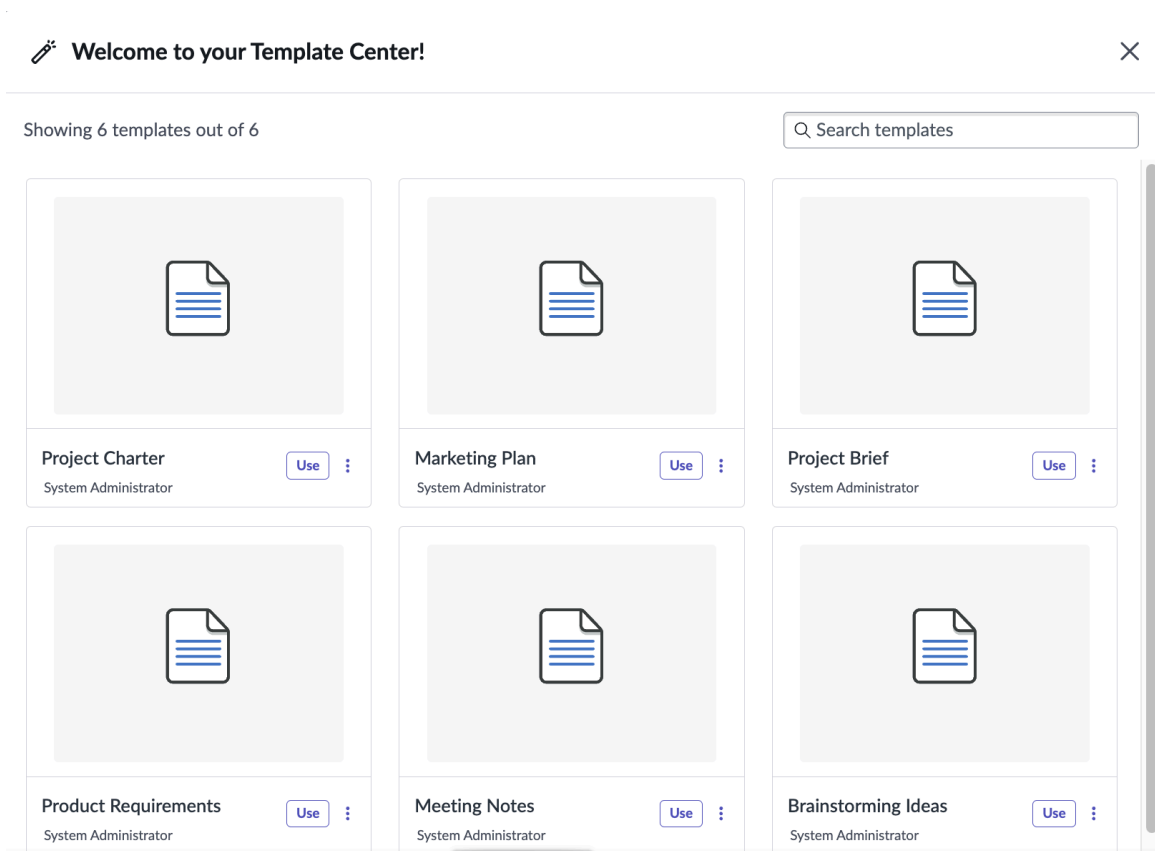 Welcome to your Template Center!
Showing 6 templates out of 6
Search templates
Project Charter
Use
System Administrator
Marketing Plan
Use
System Administrator
Project Brief
Use
System Administrator
Product Requirements
Use
System Administrator
Meeting Notes
Use
System Administrator
Brainstorming Ideas
Use
System Administrator